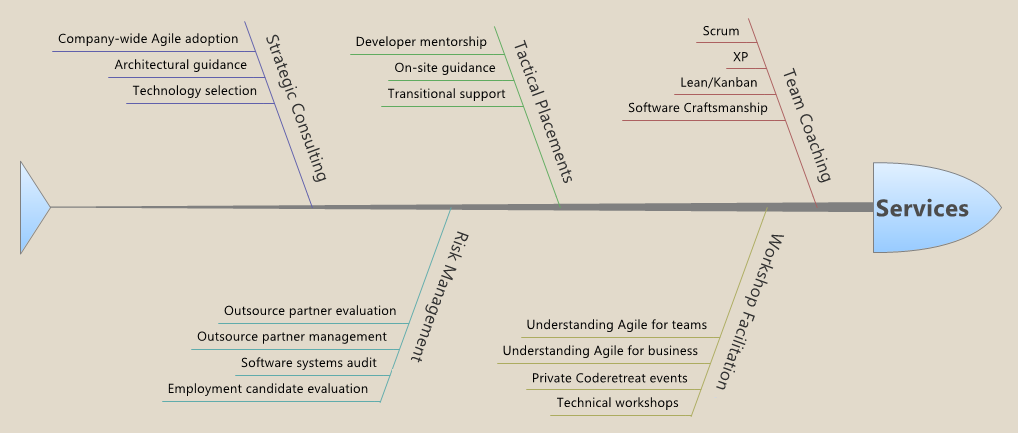 Strategic Consulting
Company-wide Agile adoption
Architectural guidance
Technology selection
Tactical Placements
Developer mentorship
On-site guidance
Transitional support
Team Coaching
Scrum
XP
Lean/Kanban
Software Craftsmanship
Services
Risk Management
Outsource partner evaluation
Outsource partner management
Software systems audit
Employment candidate evaluation
Workshop Facilitation
Understanding Agile for teams
Understanding Agile for business
Private Coderetreat events
Technical workshops